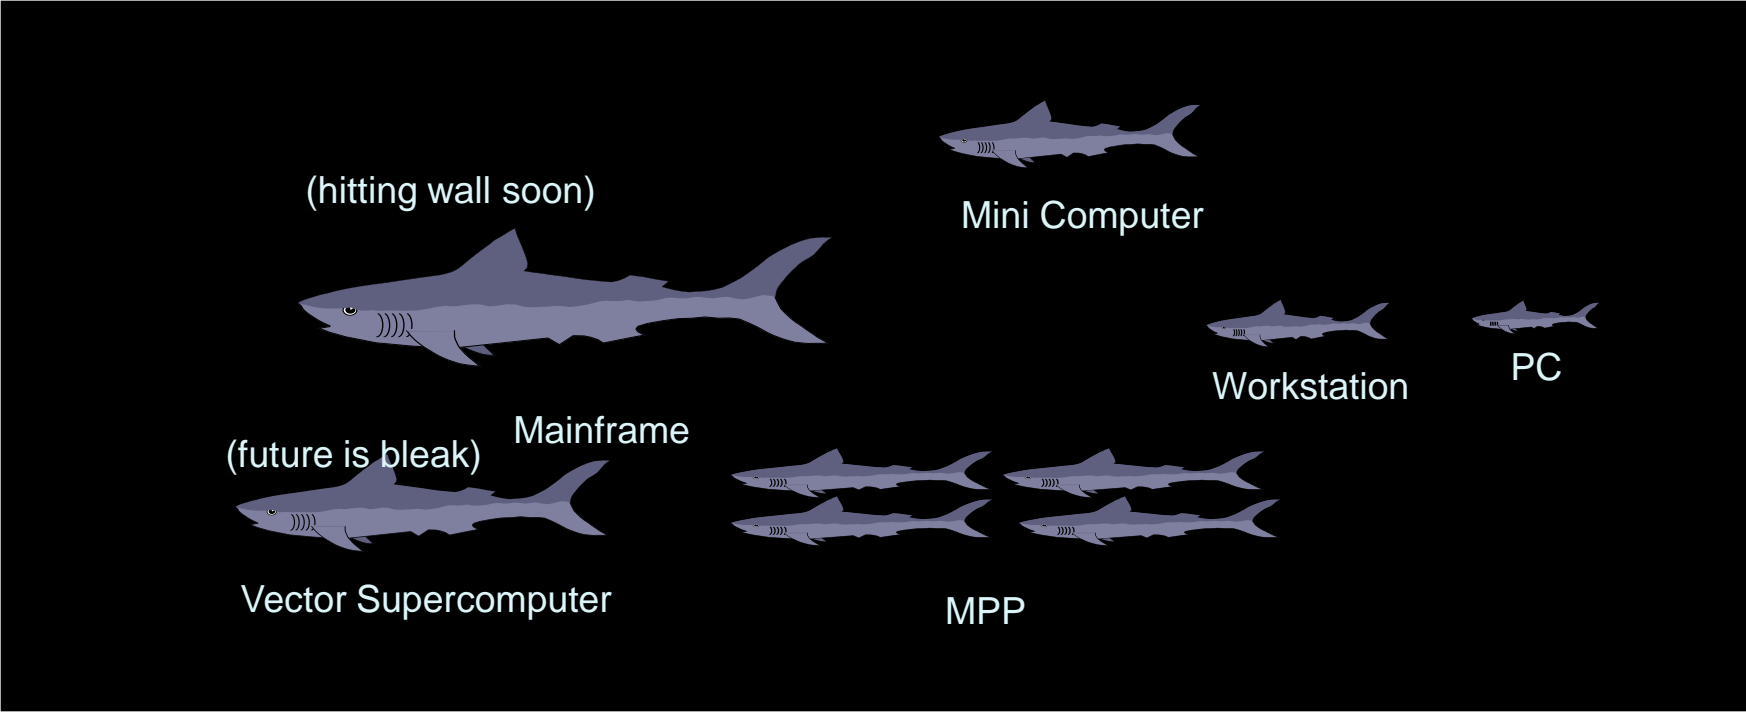 (hitting wall soon)
Mini Computer
Workstation
PC
Mainframe
(future is bleak)
Vector Supercomputer
MPP